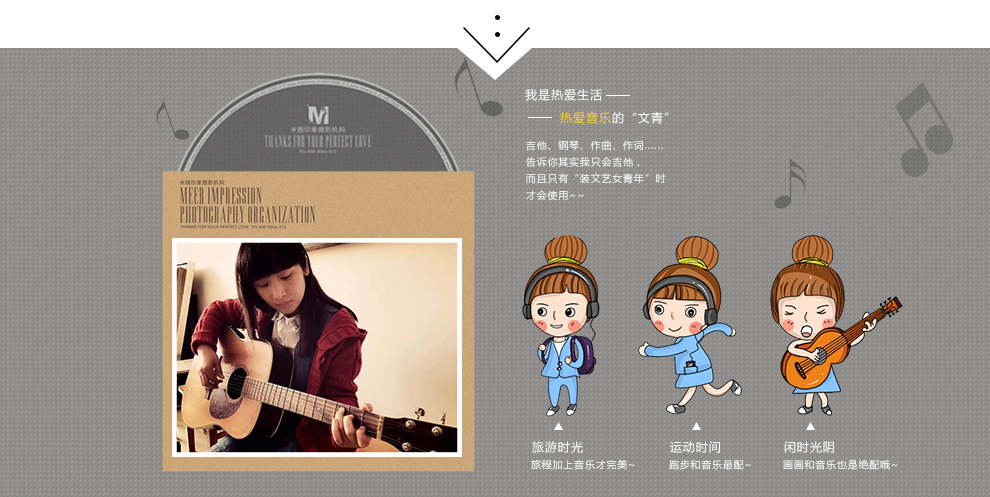 我是热爱生活 ——
—— 热爱音乐的“文青”
吉他、钢琴、作曲、作词......
告诉你其实我只会吉他，
而且只有“装文艺女青年”时
才会使用~~
M
米娅印象摄影机构
THANKS FOR YOUR PERFECT LOVE
米娅印象摄影机构
MEER IMPRESSION
PHOTOGRAPHY ORGANIZATION
THANKS FOR YOUR PERFECT LOVE
旅游时光
旅程加上音乐才完美~
运动时间
跑步和音乐最配~
闲时光阴
画画和音乐也是绝配哦~